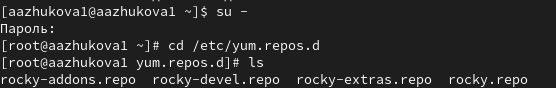 [aazhukova1@aazhukova1 ~]$ su -
Пароль:
[root@aazhukova1 ~]# cd /etc/yum.repos.d
[root@aazhukova1 yum.repos.d]# ls
rocky-addons.repo  rocky-devel.repo  rocky-extras.repo  rocky.repo